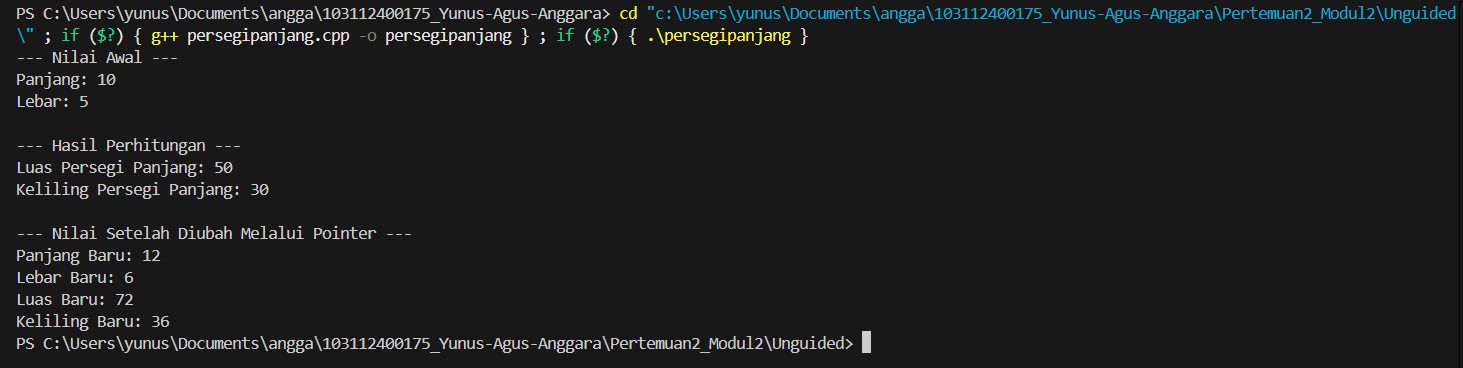 PS C:\Users\yunus\Documents\angga\103112400175_Yunus-Agus-Anggara> cd "c:\Users\yunus\Documents\angga\103112400175_Yunus-Agus-Anggara\Pertemuan2_Modul2\Unguided
\" ; if ($?) { g++ persegipanjang.cpp -o persegipanjang } ; if ($?) { .\persegipanjang }
--- Nilai Awal ---
Panjang: 10
Lebar: 5

--- Hasil Perhitungan ---
Luas Persegi Panjang: 50
Keliling Persegi Panjang: 30

--- Nilai Setelah Diubah Melalui Pointer ---
Panjang Baru: 12
Lebar Baru: 6
Luas Baru: 72
Keliling Baru: 36
PS C:\Users\yunus\Documents\angga\103112400175_Yunus-Agus-Anggara\Pertemuan2_Modul2\Unguided>